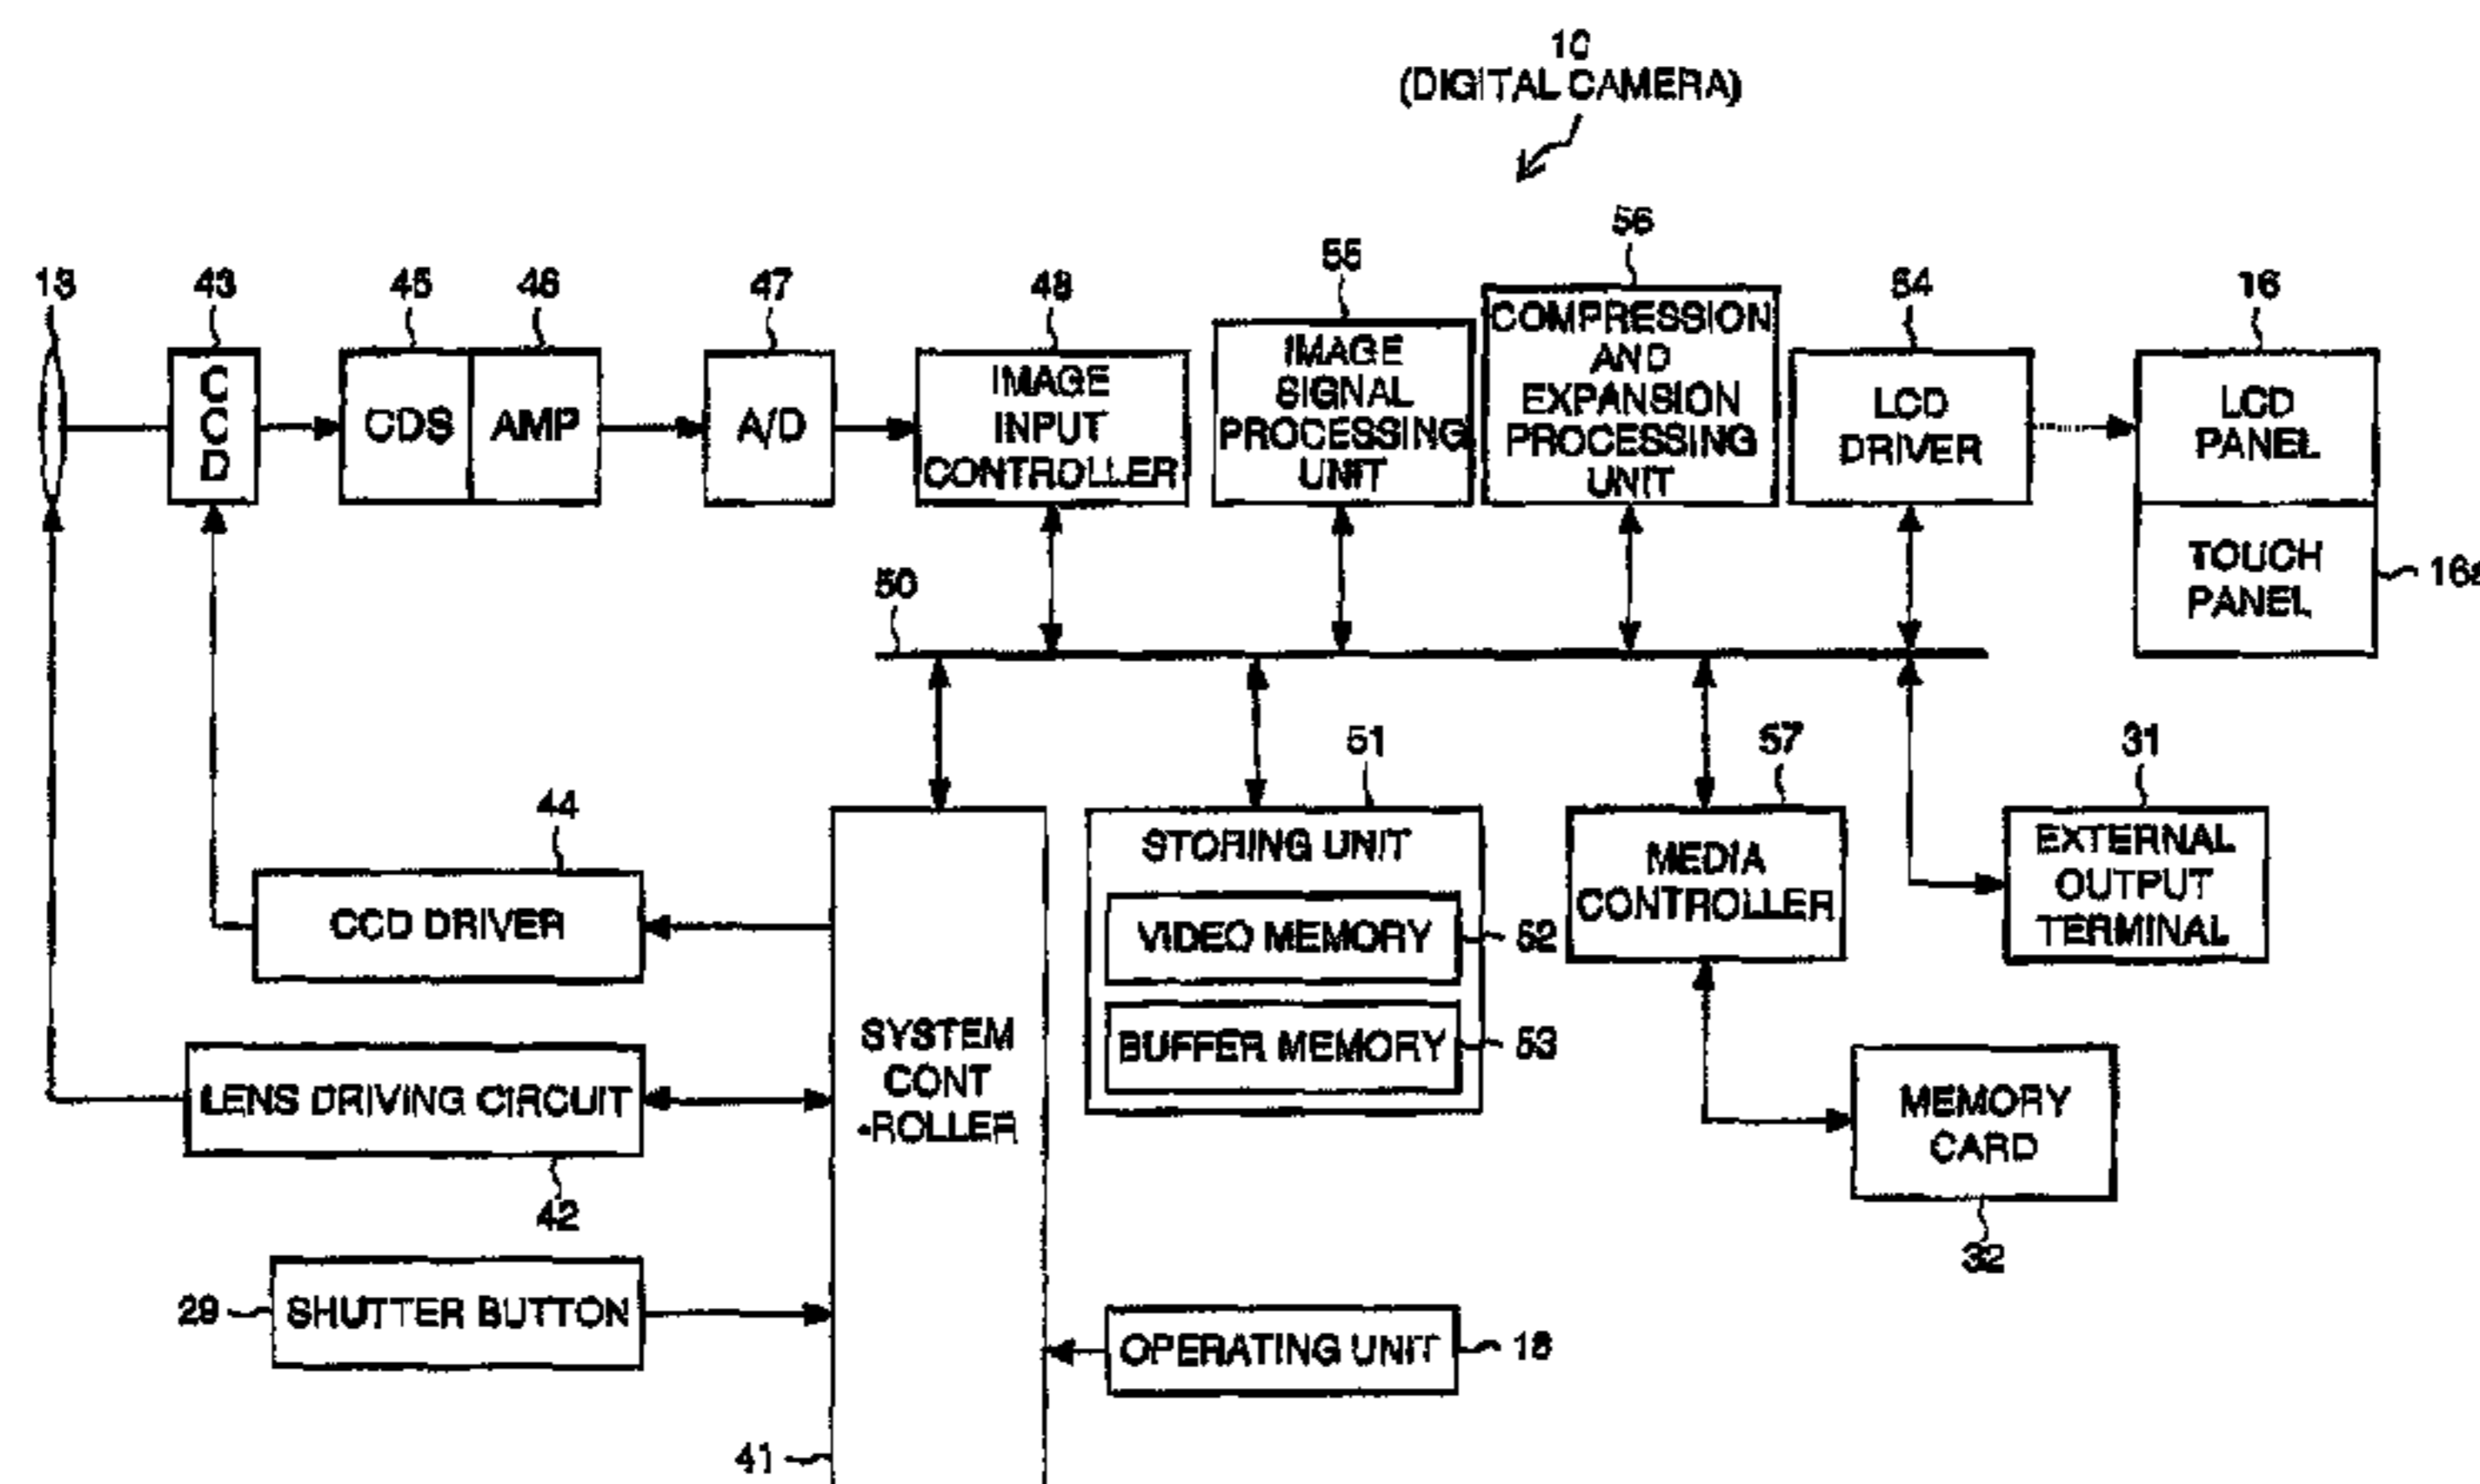 10
(DIGITAL CAMERA)
13
43
45
46
47
48
55
56
54
16
CCD
CDS
AMP
A/D
IMAGE
INPUT
CONTROLLER
IMAGE
SIGNAL
PROCESSING
UNIT
COMPRESSION
AND
EXPANSION
PROCESSING
UNIT
LCD
DRIVER
LCD
PANEL
TOUCH
PANEL
16a
50
44
CCD DRIVER
LENS DRIVING CIRCUIT
42
29
SHUTTER BUTTON
SYSTEM
CONT
-ROLLER
41
51
STORING UNIT
VIDEO MEMORY
52
BUFFER MEMORY
53
57
MEDIA
CONTROLLER
31
EXTERNAL
OUTPUT
TERMINAL
MEMORY
CARD
32
OPERATING UNIT